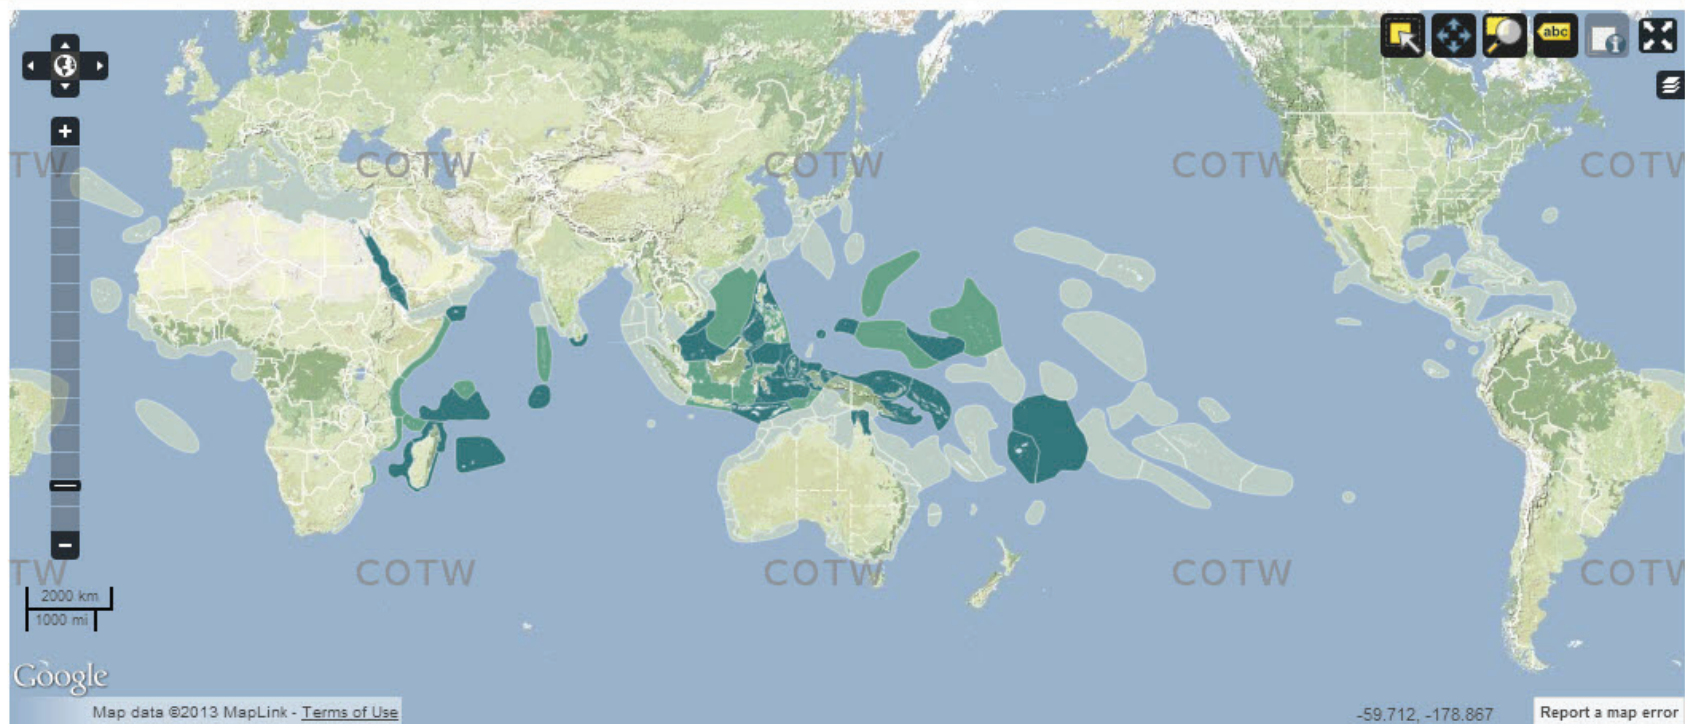 abc
TW COTW COTW COTW COTW
TW COTW COTW COTW COTW
2000 km
1000 mi
Google
Map data ©2013 MapLink - Terms of Use
-59.712, -178.867
Report a map error